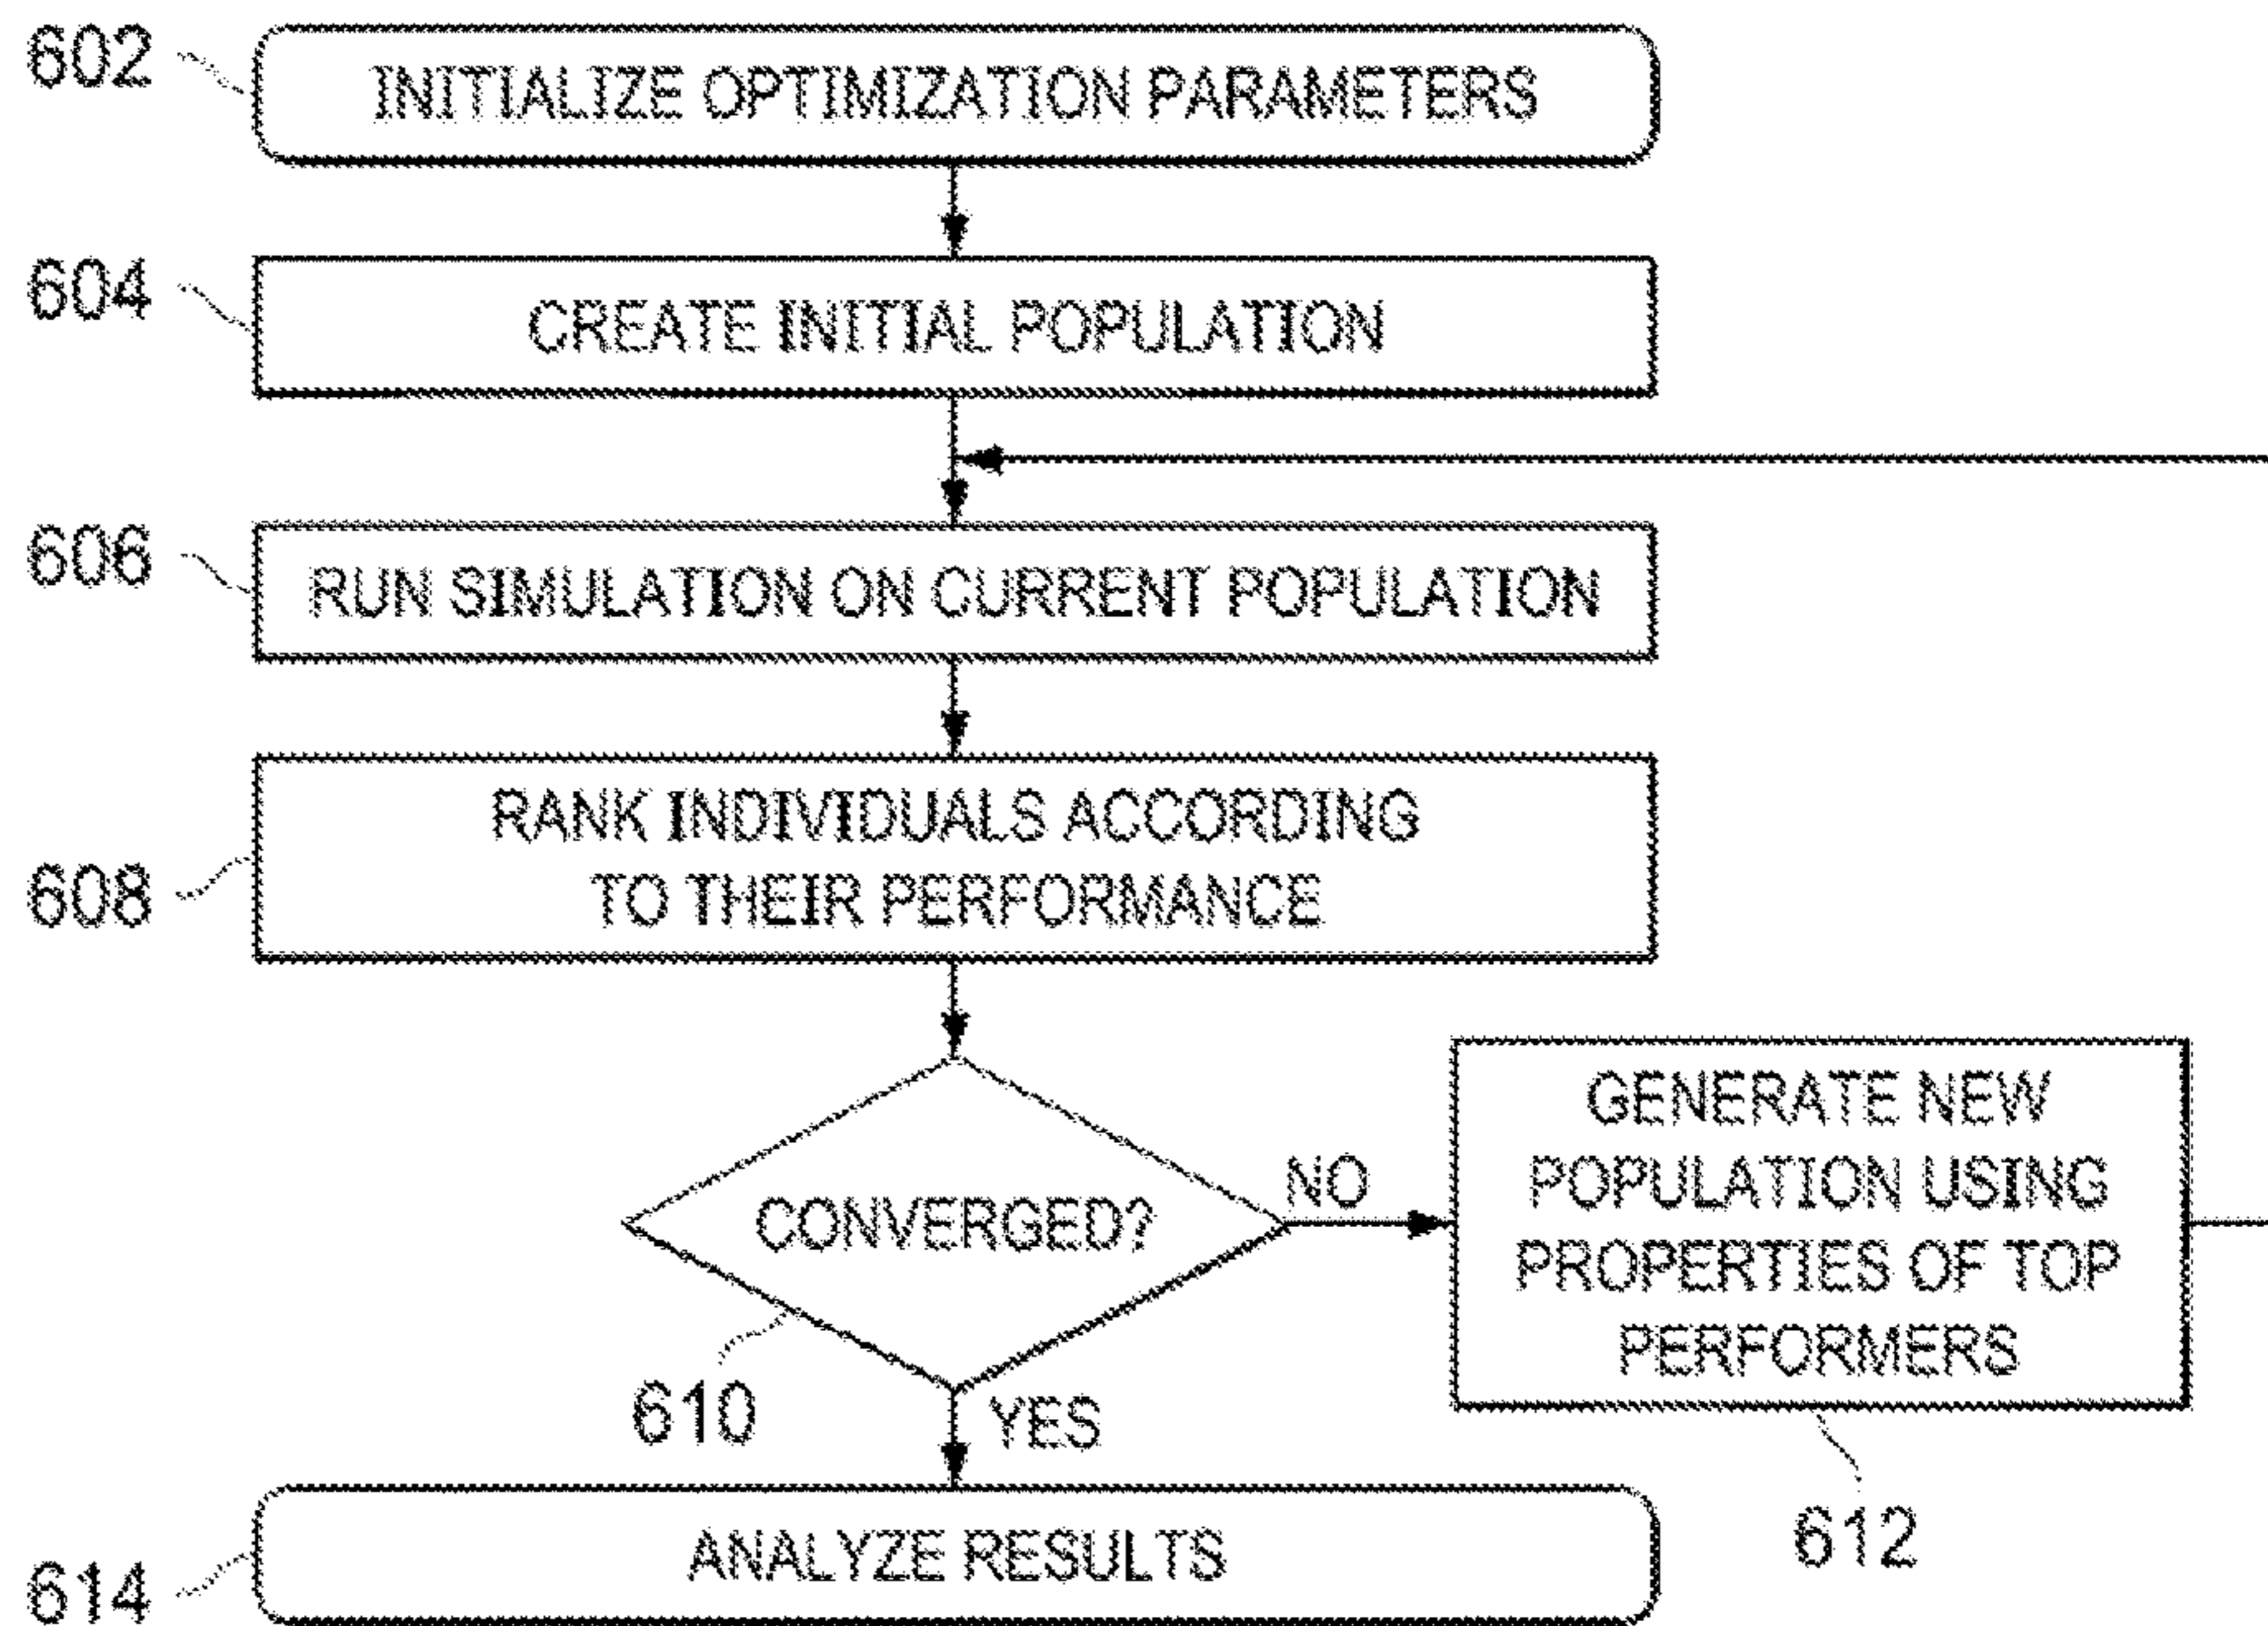 602
INITIALIZE OPTIMIZATION PARAMETERS
604
CREATE INITIAL POPULATION
606
RUN SIMULATION ON CURRENT POPULATION
608
RANK INDIVIDUALS ACCORDING
TO THEIR PERFORMANCE
CONVERGED?
610
NO
YES
GENERATE NEW
POPULATION USING
PROPERTIES OF TOP
PERFORMERS
612
614
ANALYZE RESULTS